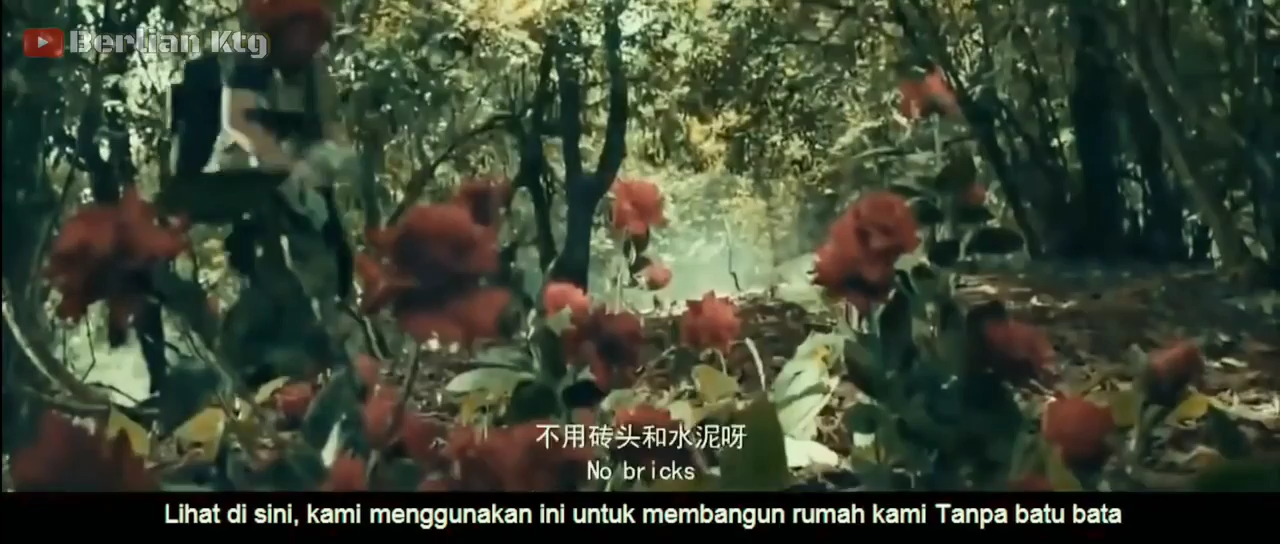 Berlian Ktg
不用砖头和水泥呀
No bricks
Lihat di sini, kami menggunakan ini untuk membangun rumah kami Tanpa batu bata